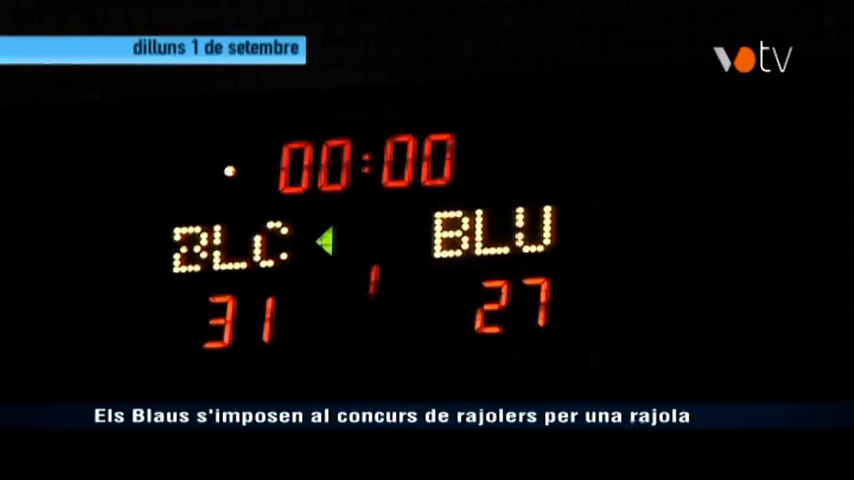 dilluns 1 de setembre
votv
00:00
BLC BLU
1
31 27
Els Blaus s'imposen al concurs de rajolers per una rajola